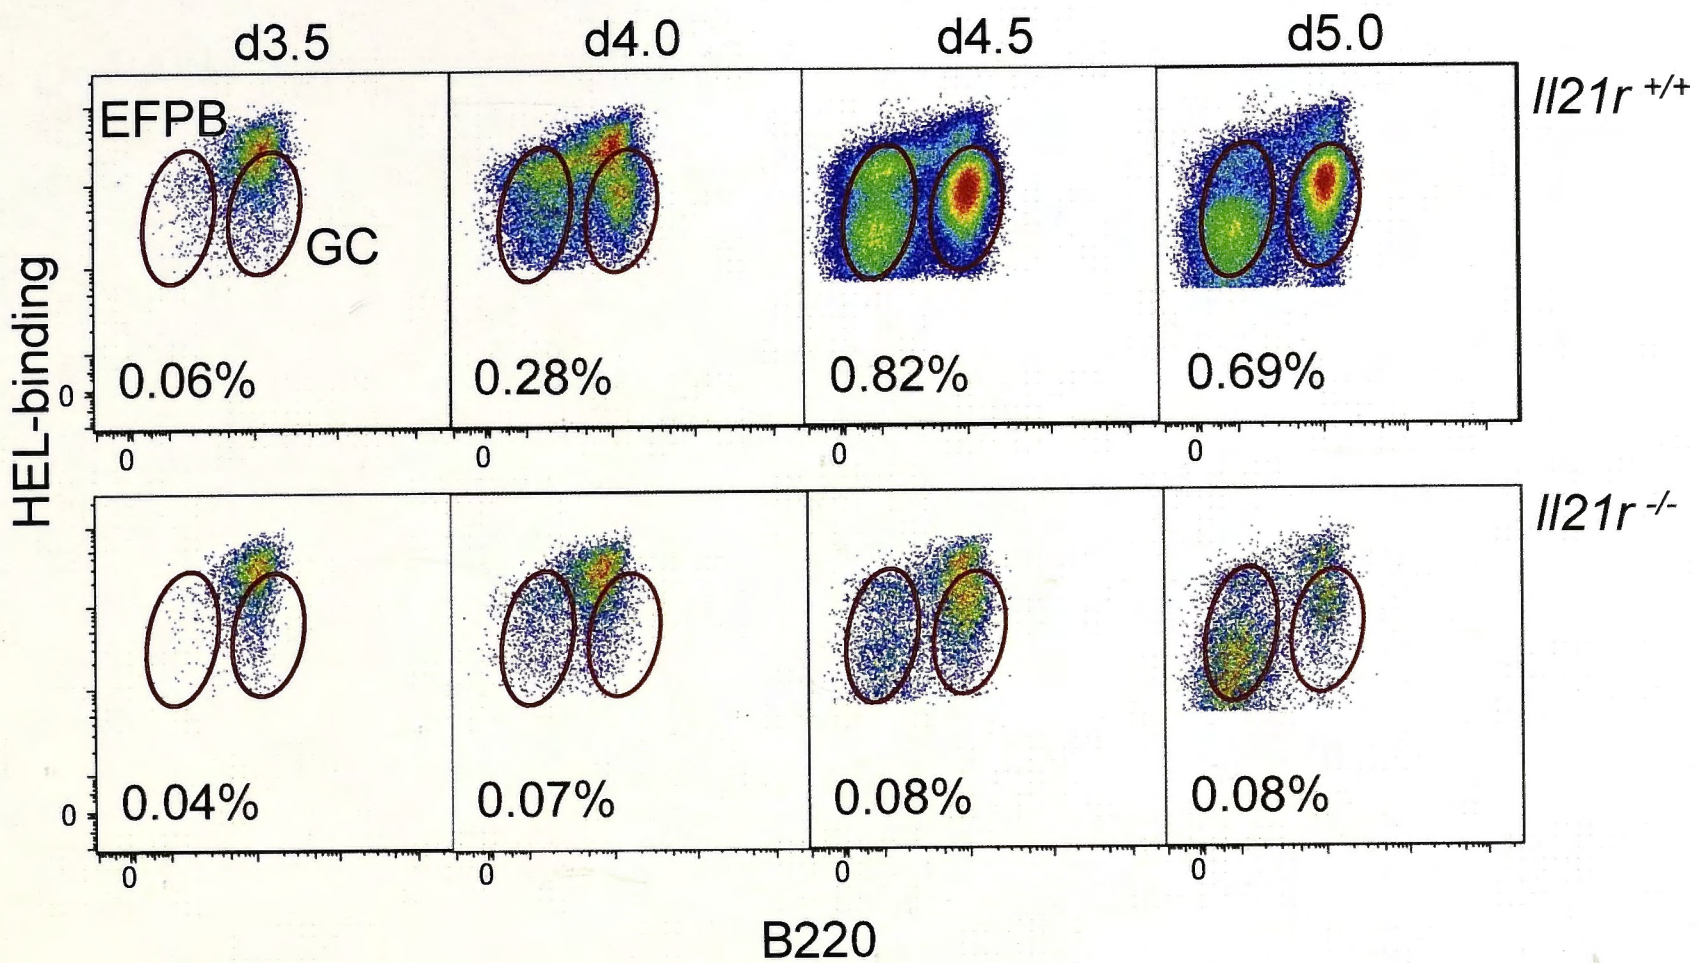 d3.5 d4.0 d4.5 d5.0
EFPB
GC
Il21r +/+
0.06% 0.28% 0.82% 0.69%
0
0 0 0 0
HEL-binding
Il21r -/-
0.04% 0.07% 0.08% 0.08%
0
0 0 0 0
B220